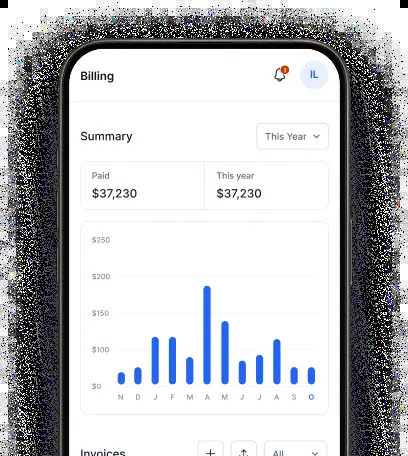 Billing
1
IL
Summary
This Year
Paid
This year
$37,230
$37,230
$250
$200
$150
$100
$0
N D J F M A M J J A S O
Invoices
All